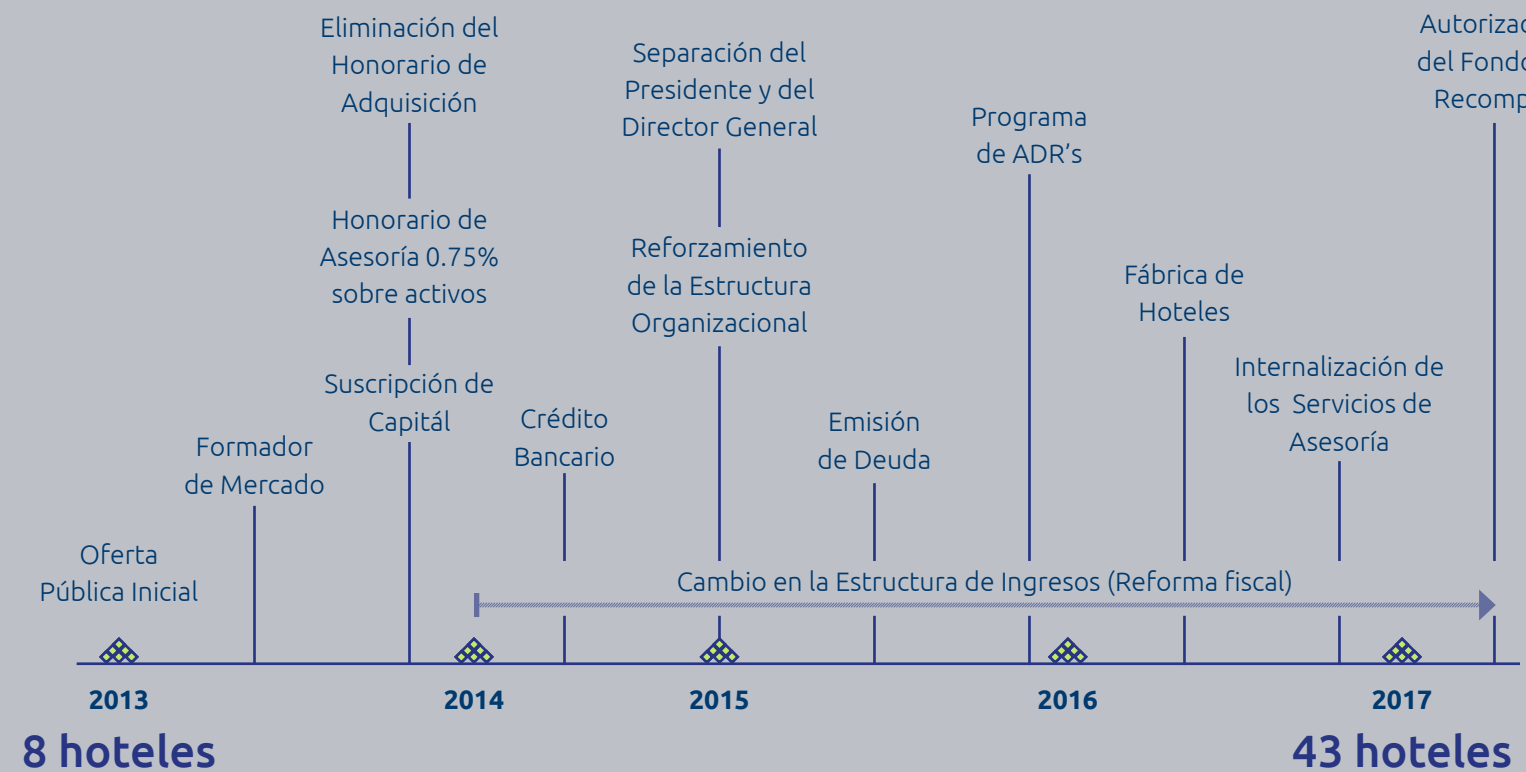 Eliminación del
Honorario de
Adquisición
Honorario de
Asesoría 0.75%
sobre activos
Suscripción de
Capitál
Formador
de Mercado
Oferta
Pública Inicial
Crédito
Bancario
Separación del
Presidente y del
Director General
Reforzamiento
de la Estructura
Organizacional
Emisión
de Deuda
Programa
de ADR's
Fábrica de
Hoteles
Internalización de
los Servicios de
Asesoría
del
Cambio en la Estructura de Ingresos (Reforma fiscal)
2013
2014
2015
2016
2017
8 hoteles
43 hoteles